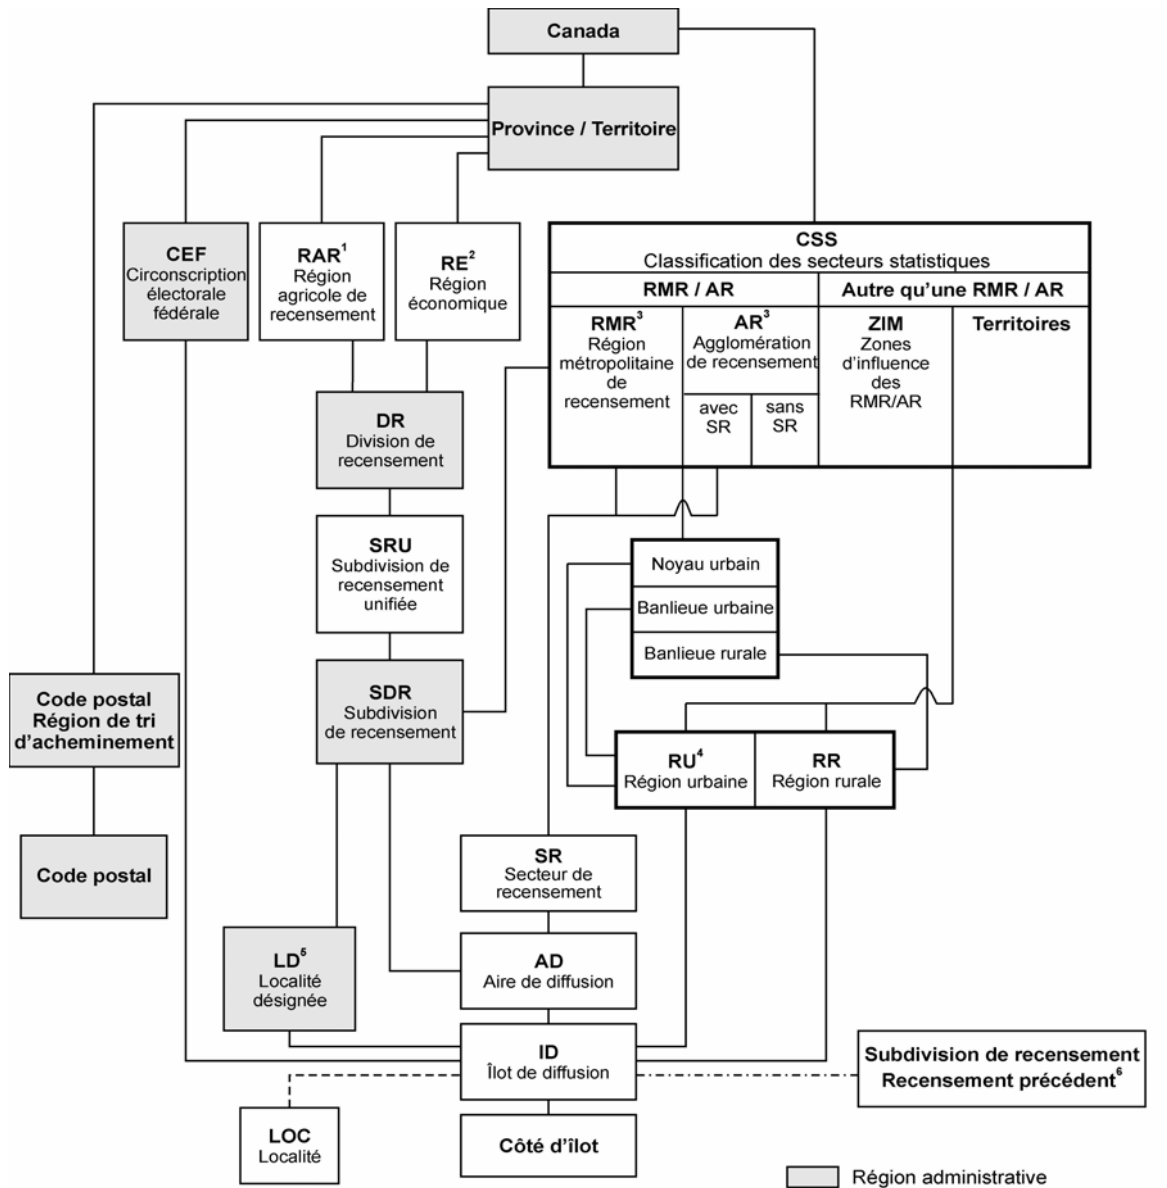 Canada
Province / Territoire
CEF
Circonscription
électorale
fédérale
RAR¹
Région
agricole de
recensement
RE²
Région
économique
CSS
Classification des secteurs statistiques
RMR / AR
Autre qu'une RMR / AR
RMR³
Région
métropolitaine
de
recensement
AR³
Agglomération
de recensement
avec
SR
sans
SR
ZIM
Zones
d'influence
des
RMR/AR
Territoires
DR
Division de
recensement
SRU
Subdivision de
recensement
unifiée
Noyau urbain
Banlieue urbaine
Banlieue rurale
SDR
Subdivision
de recensement
Code postal
Région de tri
d'acheminement
RU⁴
Région urbaine
RR
Région rurale
Code postal
SR
Secteur de
recensement
LD⁵
Localité
désignée
AD
Aire de diffusion
ID
Îlot de diffusion
Subdivision de recensement
Recensement précédent⁶
LOC
Localité
Côté d'îlot
Région administrative